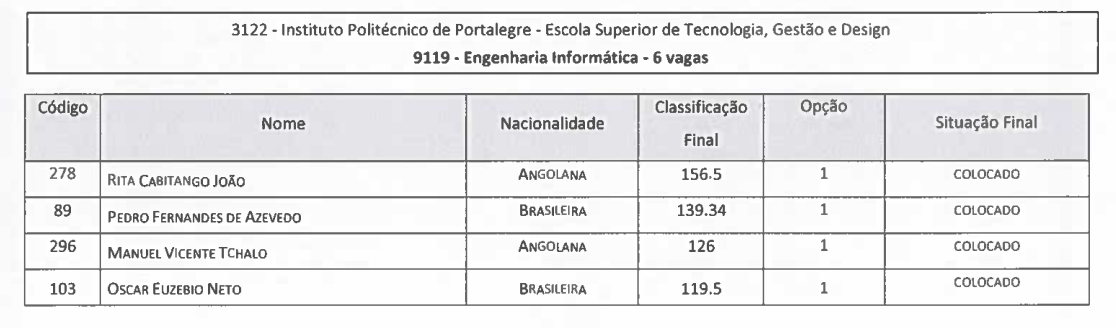 3122 - Instituto Politécnico de Portalegre - Escola Superior de Tecnologia, Gestão e Design
9119 - Engenharia Informática - 6 vagas
Código Nome Nacionalidade Classificação Final Opção Situação Final
278 RITA CABITANGO JOÃO ANGOLANA 156.5 1 COLOCADO
89 PEDRO FERNANDES DE AZEVEDO BRASILEIRA 139.34 1 COLOCADO
296 MANUEL VICENTE TCHALO ANGOLANA 126 1 COLOCADO
103 OSCAR EUZEBIO NETO BRASILEIRA 119.5 1 COLOCADO